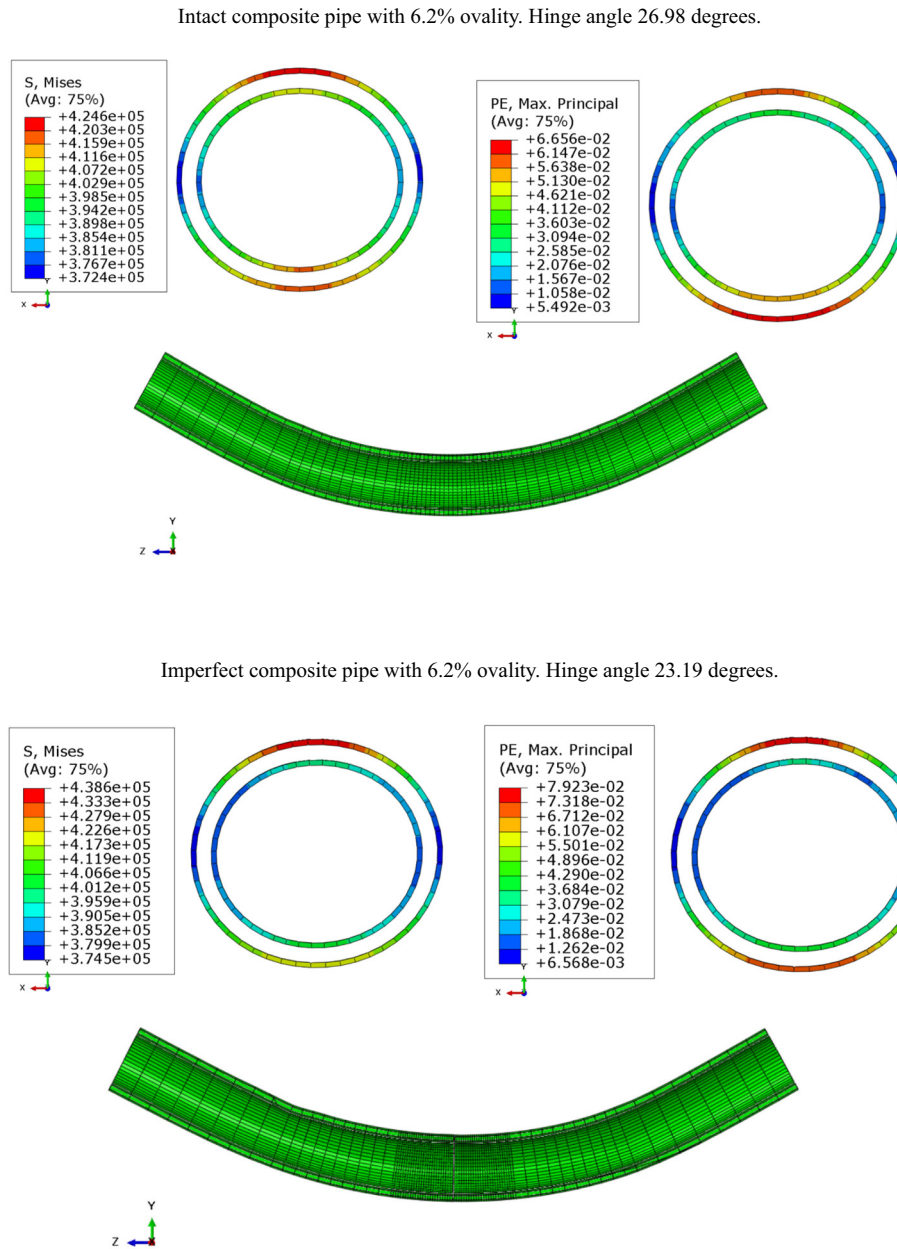 Intact composite pipe with 6.2% ovality. Hinge angle 26.98 degrees.
S, Mises
(Avg: 75%)
+4.246e+05
+4.203e+05
+4.159e+05
+4.116e+05
+4.072e+05
+4.029e+05
+3.985e+05
+3.942e+05
+3.898e+05
+3.854e+05
+3.811e+05
+3.767e+05
+3.724e+05
Y
X
PE, Max. Principal
(Avg: 75%)
+6.656e-02
+6.147e-02
+5.638e-02
+5.130e-02
+4.621e-02
+4.112e-02
+3.603e-02
+3.094e-02
+2.585e-02
+2.076e-02
+1.567e-02
+1.058e-02
+5.492e-03
Y
X
Y
Z
X
Imperfect composite pipe with 6.2% ovality. Hinge angle 23.19 degrees.
S, Mises
(Avg: 75%)
+4.386e+05
+4.333e+05
+4.279e+05
+4.226e+05
+4.173e+05
+4.119e+05
+4.066e+05
+4.012e+05
+3.959e+05
+3.905e+05
+3.852e+05
+3.799e+05
+3.745e+05
Y
X
PE, Max. Principal
(Avg: 75%)
+7.923e-02
+7.318e-02
+6.712e-02
+6.107e-02
+5.501e-02
+4.896e-02
+4.290e-02
+3.684e-02
+3.079e-02
+2.473e-02
+1.868e-02
+1.262e-02
+6.568e-03
Y
X
Y
Z
X